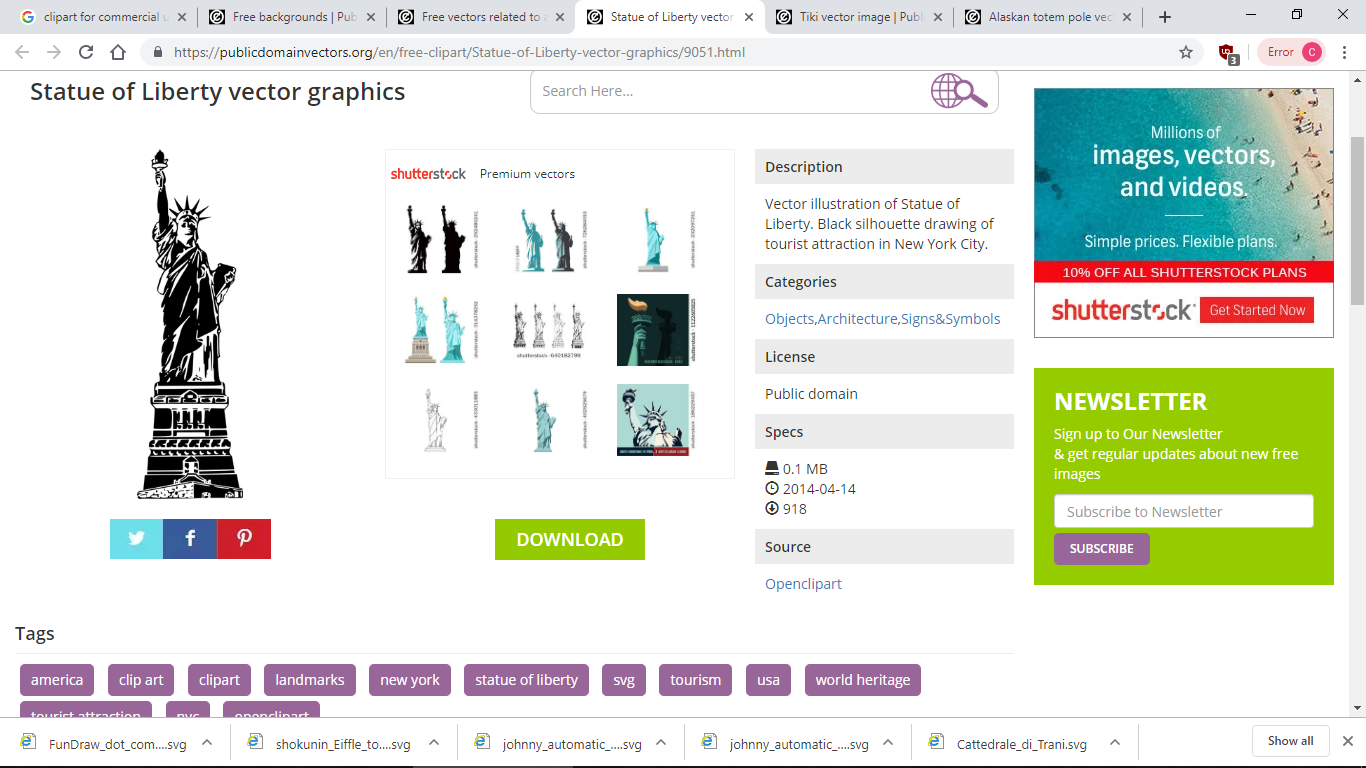 clipart for commercial u
Free backgrounds | Pub
Free vectors related to a
Statue of Liberty vector
Tiki vector image | Publi
Alaskan totem pole vec
https://publicdomainvectors.org/en/free-clipart/Statue-of-Liberty-vector-graphics/9051.html
3
Error C
Statue of Liberty vector graphics
Search Here...
shutterstock Premium vectors
shutterstock · 640182799
DOWNLOAD
Description
Vector illustration of Statue of
Liberty. Black silhouette drawing of
tourist attraction in New York City.
Categories
Objects,Architecture,Signs&Symbols
License
Public domain
Specs
0.1 MB
2014-04-14
918
Source
Openclipart
Millions of
images, vectors,
and videos.
Simple prices. Flexible plans.
10% OFF ALL SHUTTERSTOCK PLANS
shutterstock Get Started Now
NEWSLETTER
Sign up to Our Newsletter
& get regular updates about new free
images
Subscribe to Newsletter
SUBSCRIBE
Tags
america clip art clipart landmarks new york statue of liberty svg tourism usa world heritage
tourist attraction nyc openclipart
FunDraw_dot_com....svg
shokunin_Eiffle_to....svg
johnny_automatic_....svg
johnny_automatic_....svg
Cattedrale_di_Trani.svg
Show all